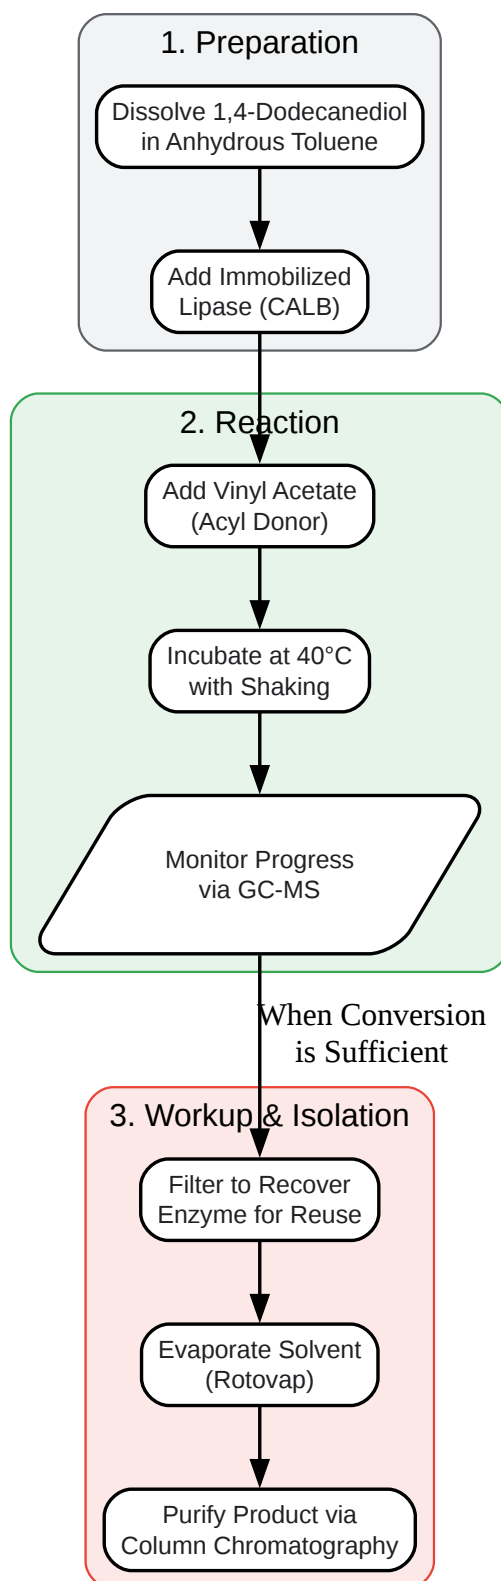 1. Preparation
Dissolve 1,4-Dodecanediol
in Anhydrous Toluene
Add Immobilized
Lipase (CALB)
2. Reaction
Add Vinyl Acetate
(Acyl Donor)
Incubate at 40°C
with Shaking
Monitor Progress
via GC-MS
When Conversion
is Sufficient
3. Workup & Isolation
Filter to Recover
Enzyme for Reuse
Evaporate Solvent
(Rotovap)
Purify Product via
Column Chromatography